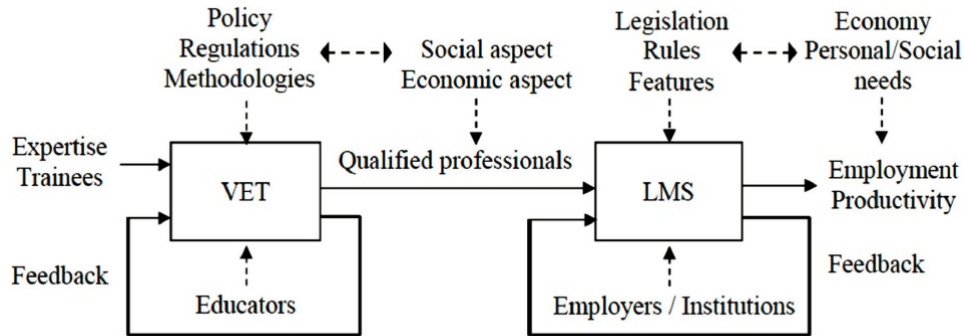 Policy
Regulations
Methodologies
Social aspect
Economic aspect
Legislation
Rules
Features
Economy
Personal/Social
needs
Expertise
Trainees
VET
Qualified professionals
LMS
Employment
Productivity
Feedback
Educators
Employers / Institutions
Feedback